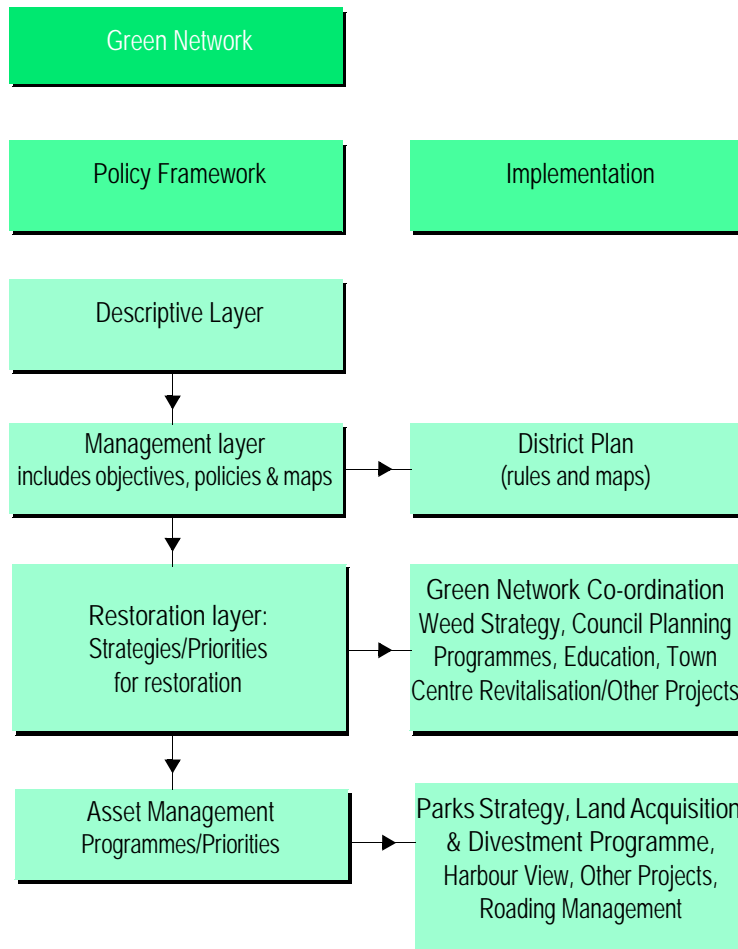 Green Network
Policy Framework
Implementation
Descriptive Layer
Management layer
includes objectives, policies & maps
District Plan
(rules and maps)
Restoration layer:
Strategies/Priorities
for restoration
Green Network Co-ordination
Weed Strategy, Council Planning
Programmes, Education, Town
Centre Revitalisation/Other Projects
Asset Management
Programmes/Priorities
Parks Strategy, Land Acquisition
& Divestment Programme,
Harbour View, Other Projects,
Roading Management